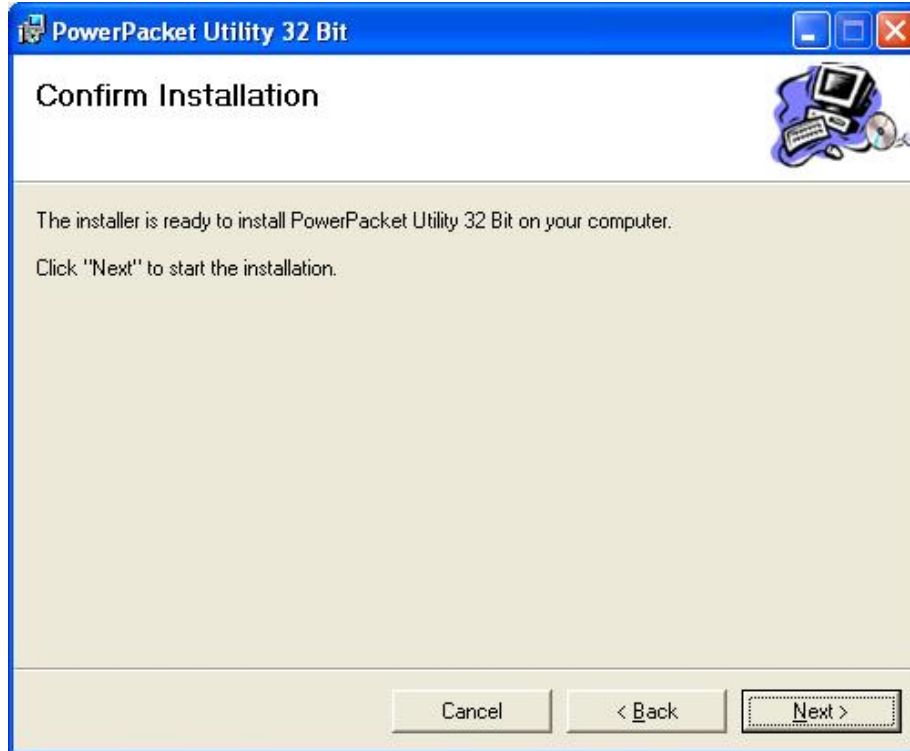 PowerPacket Utility 32 Bit
Confirm Installation
The installer is ready to install PowerPacket Utility 32 Bit on your computer.
Click "Next" to start the installation.
Cancel
< Back
Next >